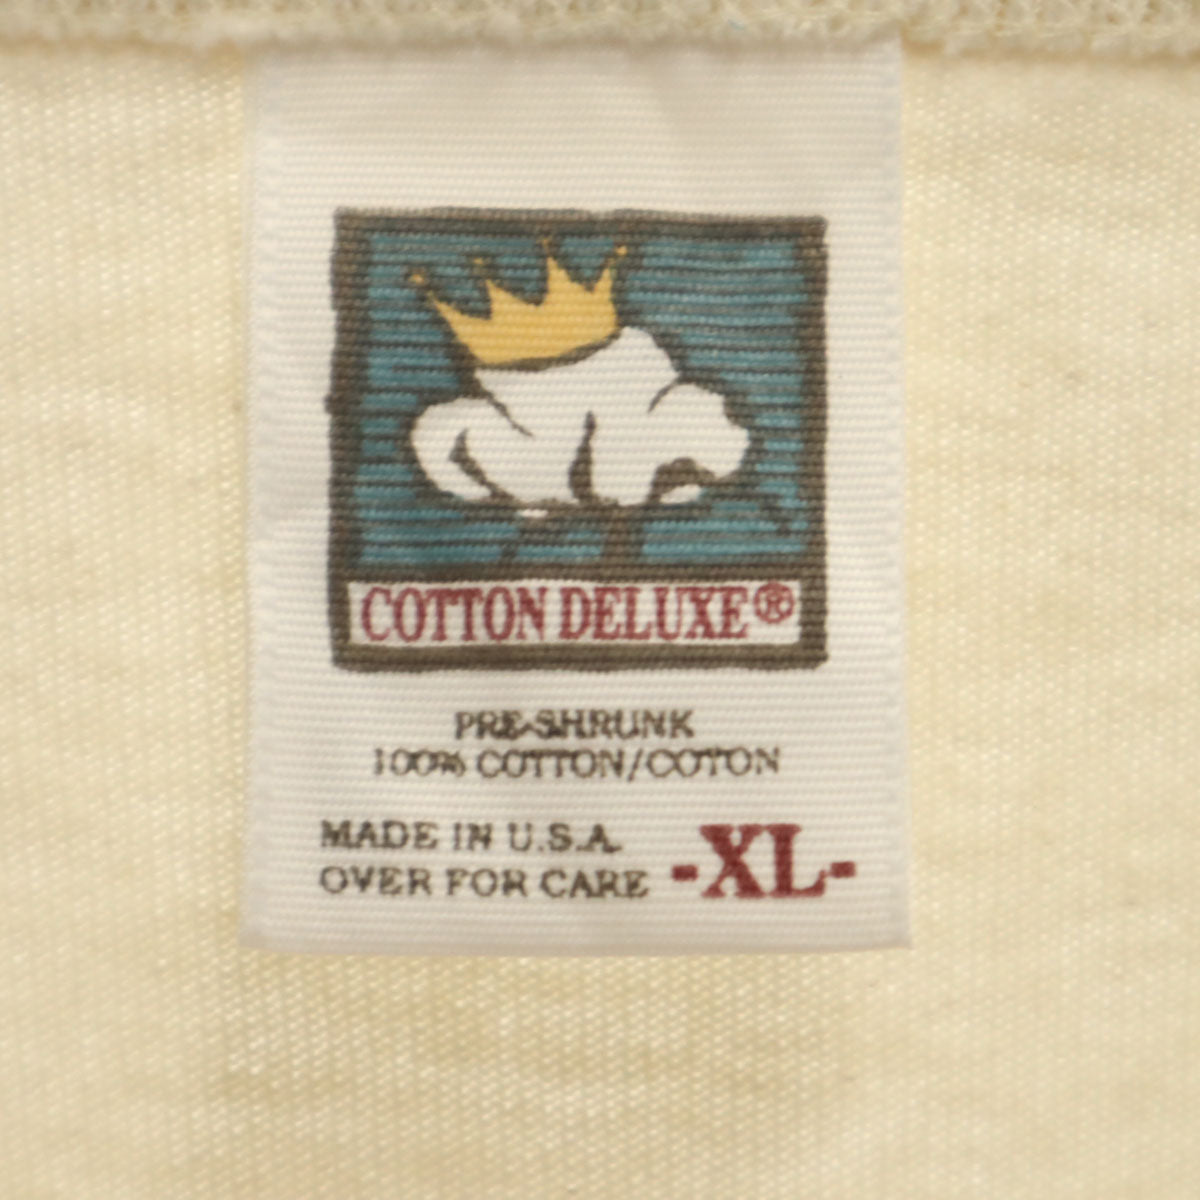 COTTON DELUXE®
PRE-SHRUNK
100% COTTON/COTON
MADE IN U.S.A.
OVER FOR CARE
-XL-